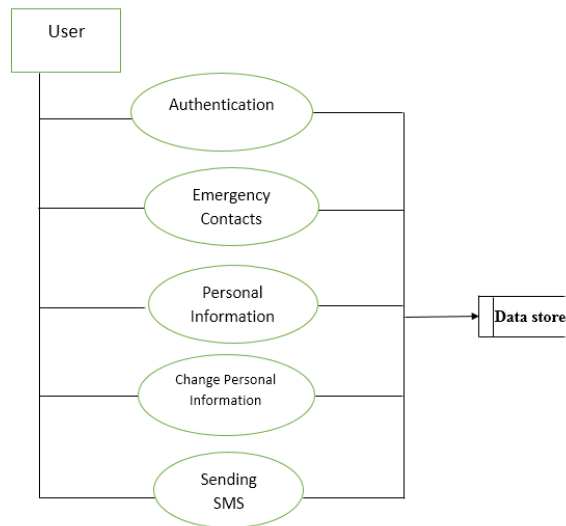 User
Authentication
Emergency
Contacts
Personal
Information
Data store
Change Personal
Information
Sending
SMS